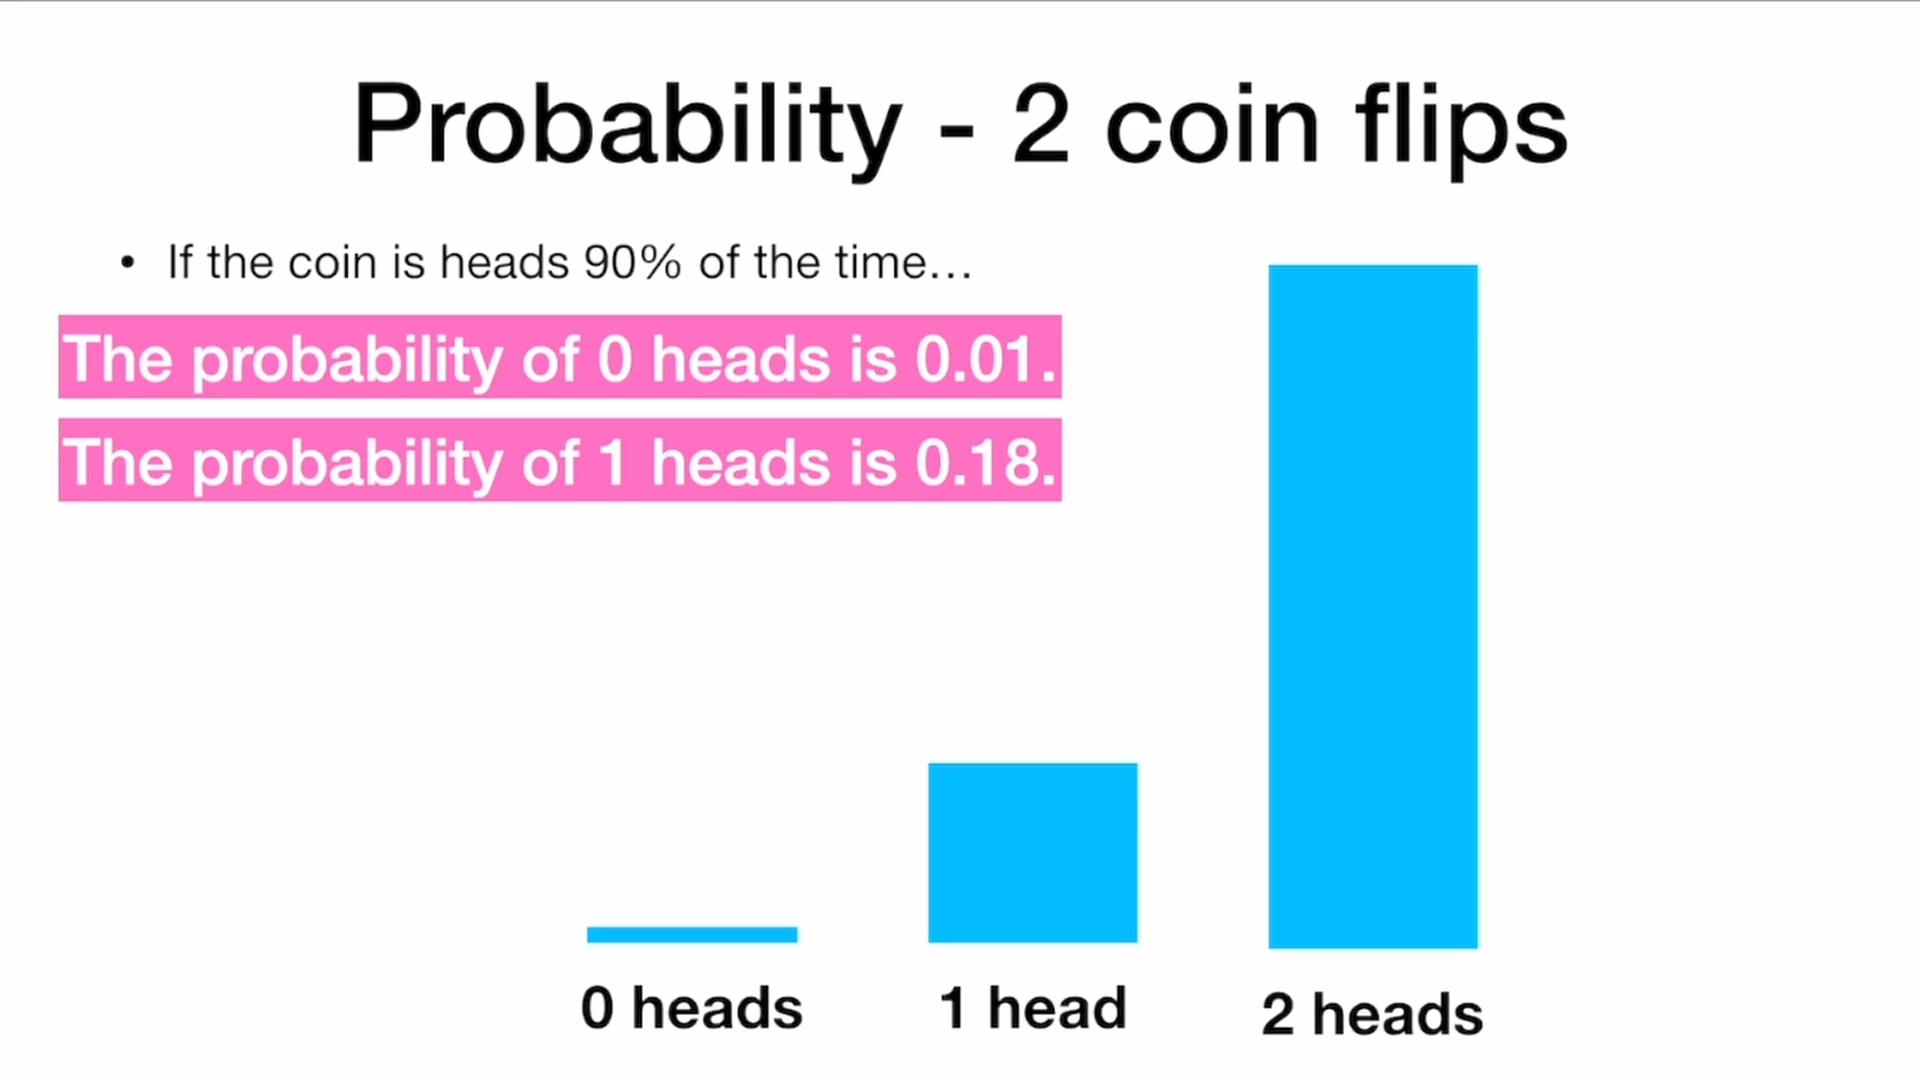 Probability - 2 coin flips
• If the coin is heads 90% of the time…
The probability of 0 heads is 0.01.
The probability of 1 heads is 0.18.
0 heads
1 head
2 heads